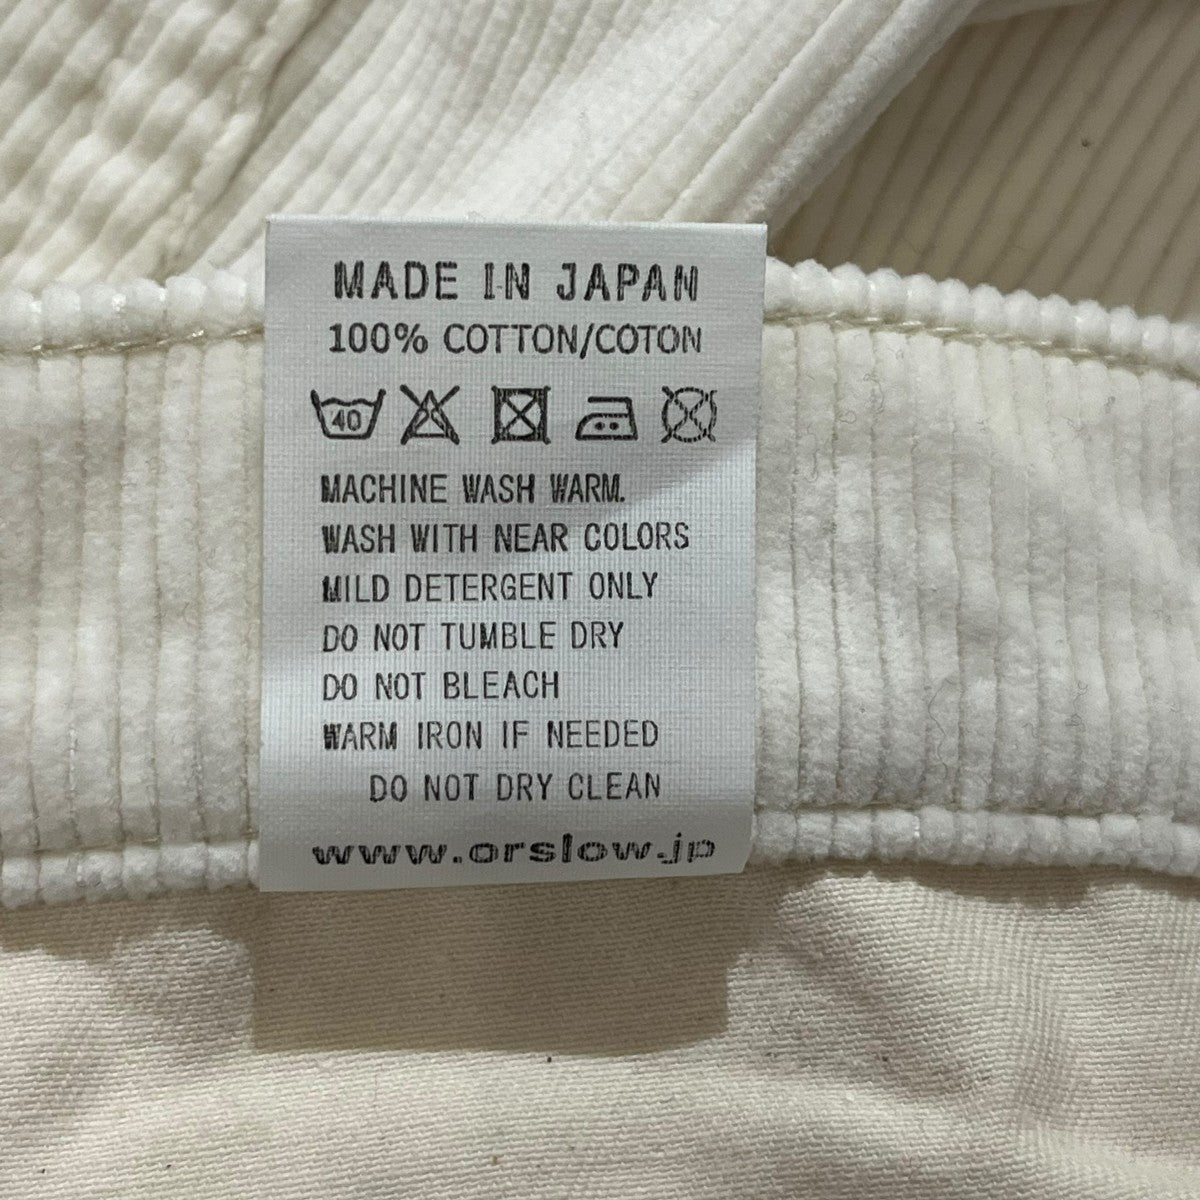 MADE IN JAPAN
100% COTTON/COTON
40
MACHINE WASH WARM.
WASH WITH NEAR COLORS
MILD DETERGENT ONLY
DO NOT TUMBLE DRY
DO NOT BLEACH
WARM IRON IF NEEDED
DO NOT DRY CLEAN
www.orslow.jp